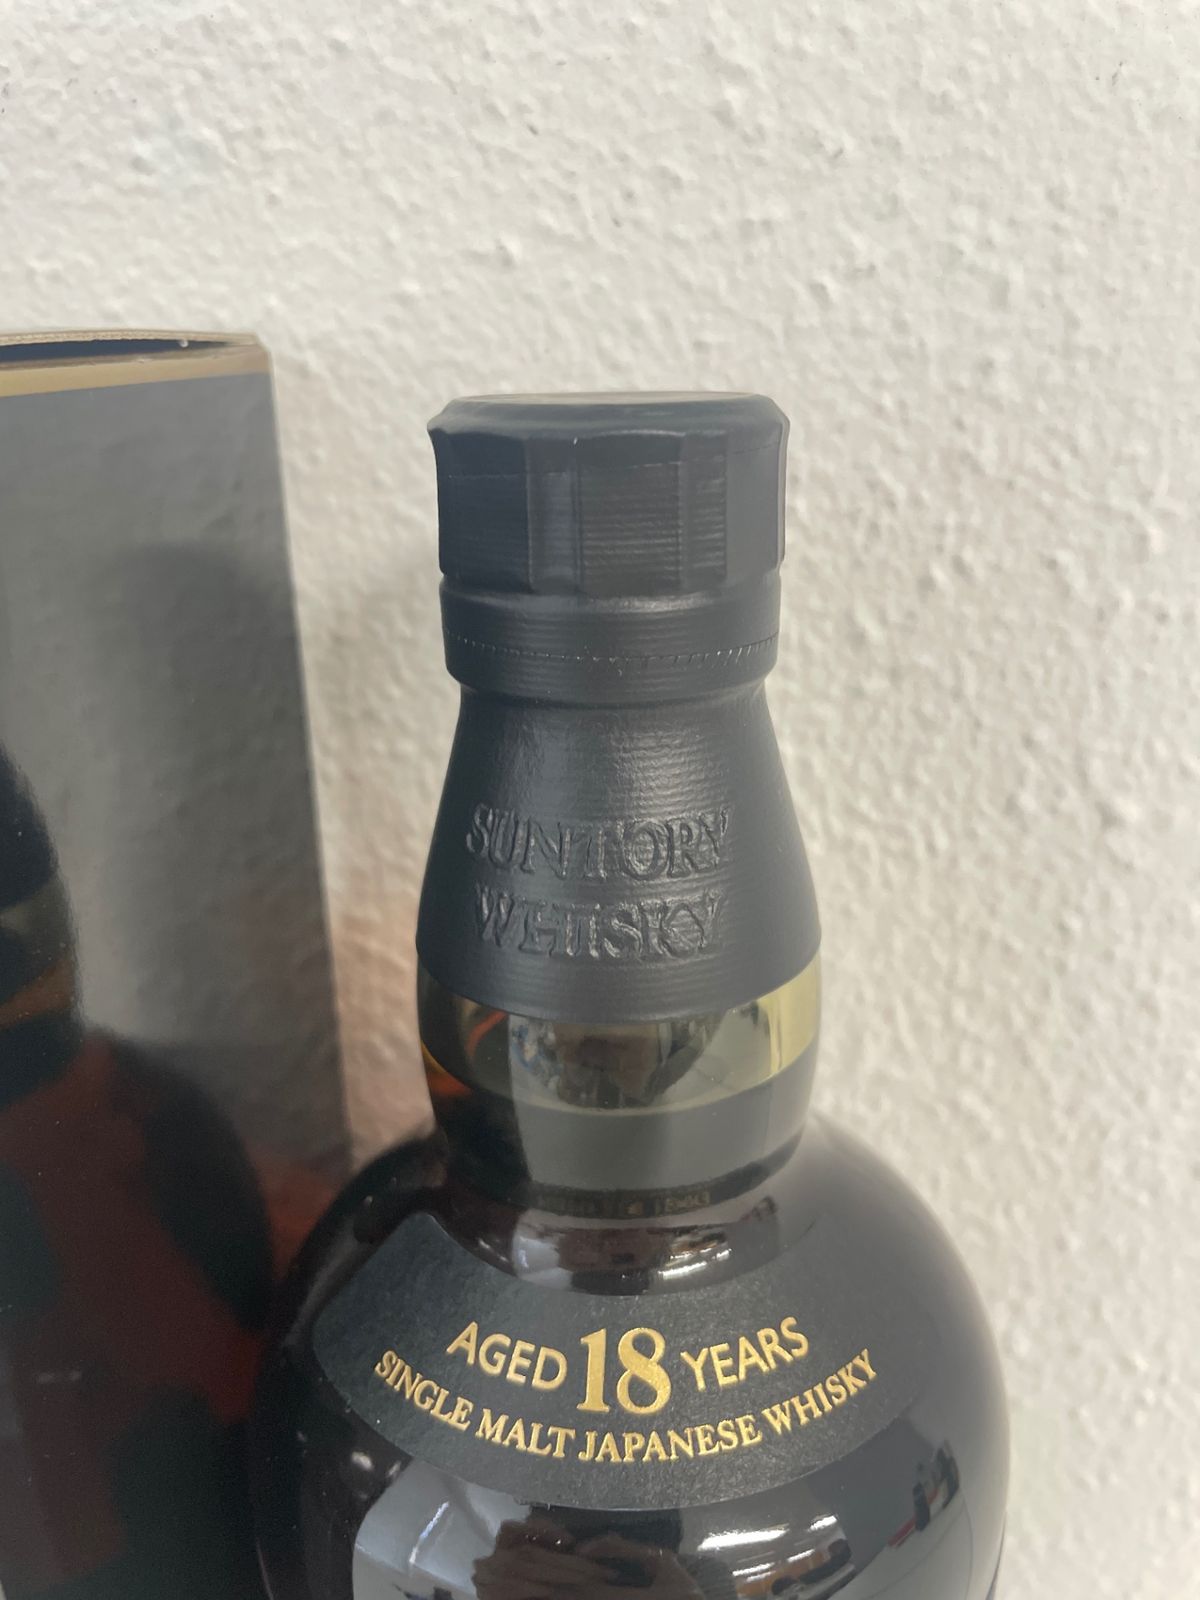 SUNTORY
WHISKY
AGED 18 YEARS
SINGLE MALT JAPANESE WHISKY